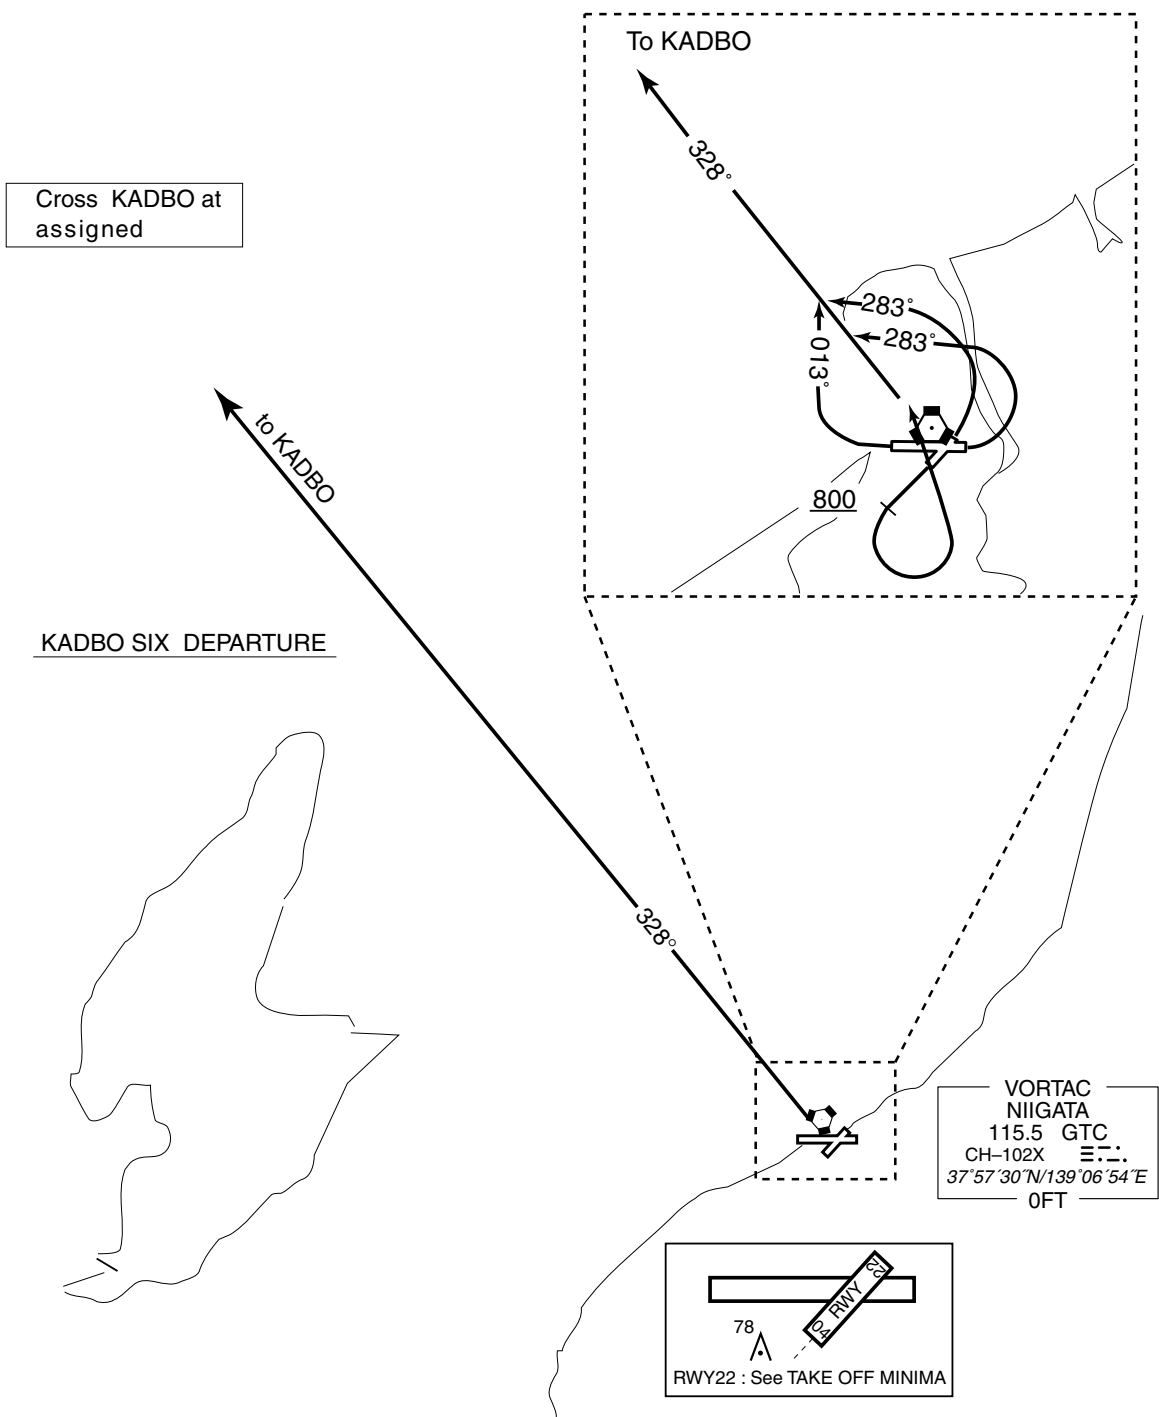 To KADBO
328°
Cross KADBO at
assigned
283°
283°
013°
800
to KADBO
KADBO SIX DEPARTURE
328°
VORTAC
NIIGATA
115.5 GTC
CH–102X
37°57′30″N/139°06′54″E
0FT
22
RWY
04
78
RWY22 : See TAKE OFF MINIMA